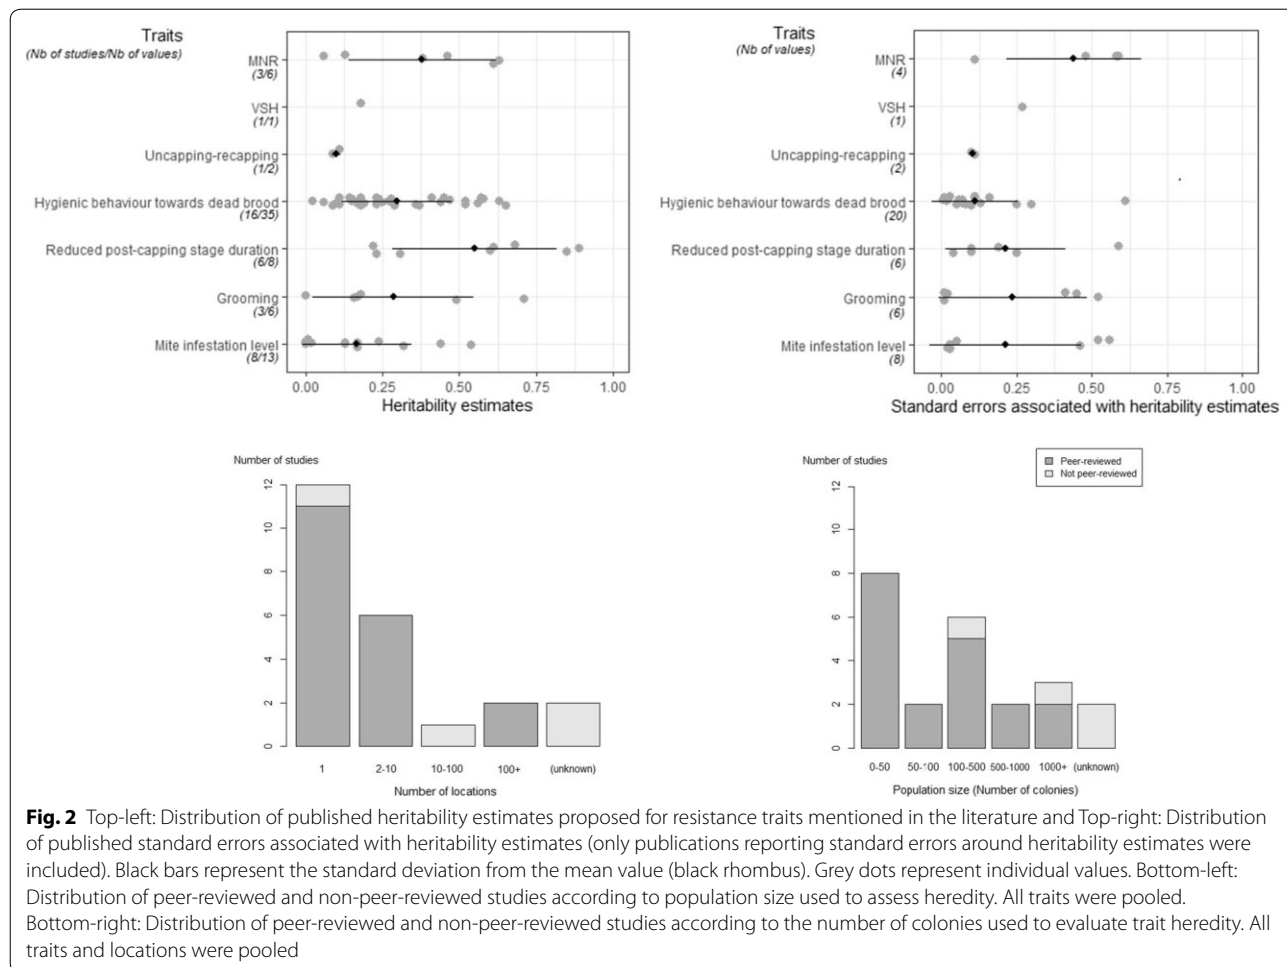 Traits
(Nb of studies/Nb of values)
MNR
(3/6)
VSH
(1/1)
Uncapping-recapping
(1/2)
Hygienic behaviour towards dead brood
(16/35)
Reduced post-capping stage duration
(6/8)
Grooming
(3/6)
Mite infestation level
(8/13)
0.00 0.25 0.50 0.75 1.00
Heritability estimates
Traits
(Nb of values)
MNR
(4)
VSH
(1)
Uncapping-recapping
(2)
Hygienic behaviour towards dead brood
(20)
Reduced post-capping stage duration
(6)
Grooming
(6)
Mite infestation level
(8)
0.00 0.25 0.50 0.75 1.00
Standard errors associated with heritability estimates
Number of studies
12
10
8
6
4
2
0
1 2-10 10-100 100+ (unknown)
Number of locations
Number of studies
Peer-reviewed
Not peer-reviewed
12
10
8
6
4
2
0
0-50 50-100 100-500 500-1000 1000+ (unknown)
Population size (Number of colonies)
Fig. 2 Top-left: Distribution of published heritability estimates proposed for resistance traits mentioned in the literature and Top-right: Distribution
of published standard errors associated with heritability estimates (only publications reporting standard errors around heritability estimates were
included). Black bars represent the standard deviation from the mean value (black rhombus). Grey dots represent individual values. Bottom-left:
Distribution of peer-reviewed and non-peer-reviewed studies according to population size used to assess heredity. All traits were pooled.
Bottom-right: Distribution of peer-reviewed and non-peer-reviewed studies according to the number of colonies used to evaluate trait heredity. All
traits and locations were pooled